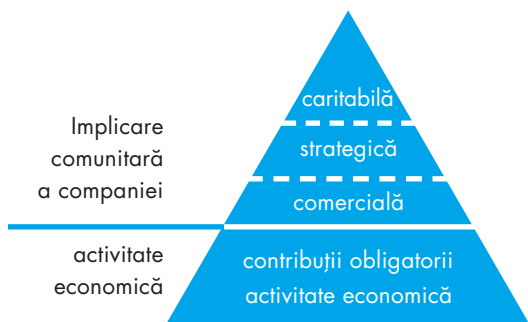 caritabilă
strategică
comercială
Implicare
comunitară
a companiei
activitate
economică
contribuții obligatorii
activitate economică